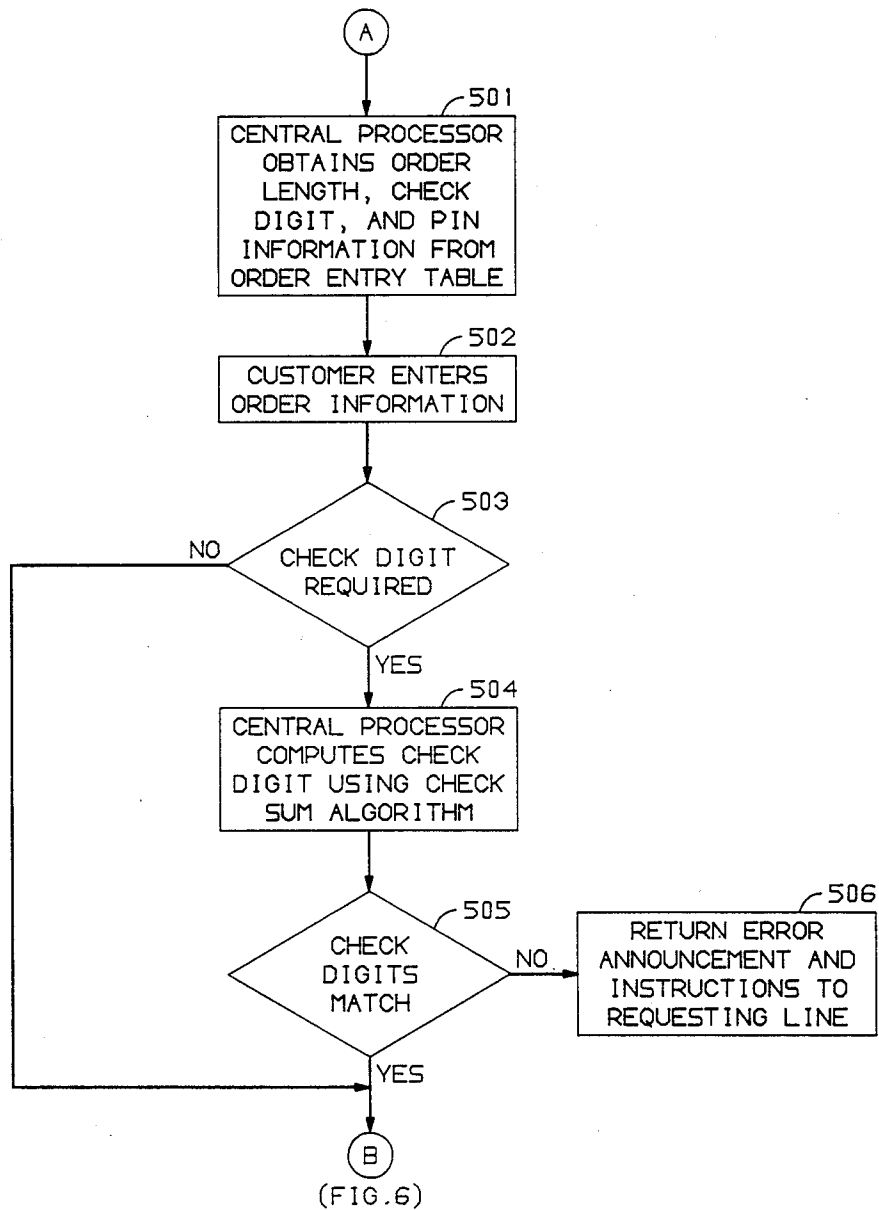 A
501
CENTRAL PROCESSOR
OBTAINS ORDER
LENGTH, CHECK
DIGIT, AND PIN
INFORMATION FROM
ORDER ENTRY TABLE
502
CUSTOMER ENTERS
ORDER INFORMATION
503
NO
CHECK DIGIT
REQUIRED
YES
504
CENTRAL PROCESSOR
COMPUTES CHECK
DIGIT USING CHECK
SUM ALGORITHM
505
CHECK
DIGITS
MATCH
NO
506
RETURN ERROR
ANNOUNCEMENT AND
INSTRUCTIONS TO
REQUESTING LINE
YES
B
(FIG.6)